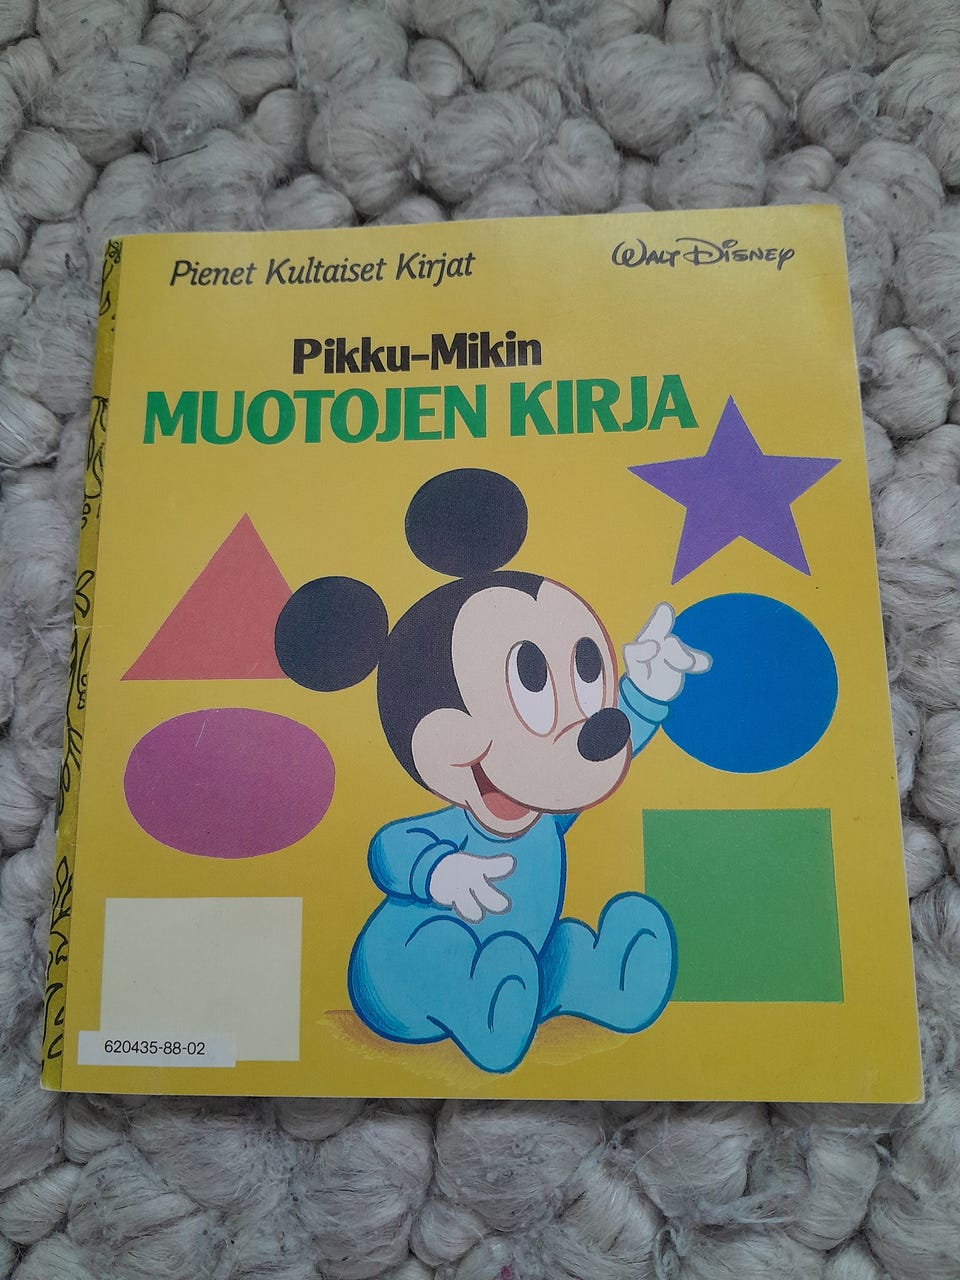 Pienet Kultaiset Kirjat
Walt Disney
Pikku-Mikin
MUOTOJEN KIRJA
620435-88-02